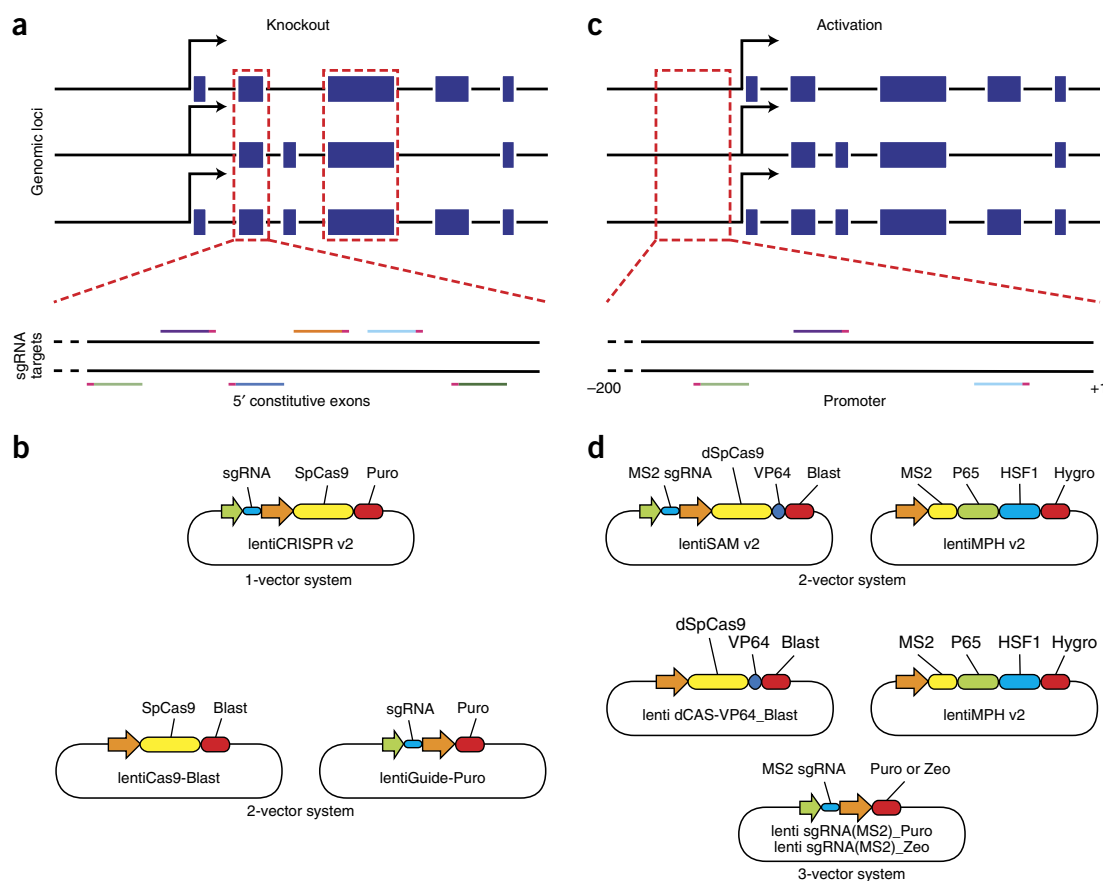 a
Knockout
Genomic loci
sgRNA
targets
5′ constitutive exons
b
sgRNA
SpCas9
Puro
lentiCRISPR v2
1-vector system
SpCas9
Blast
lentiCas9-Blast
sgRNA
Puro
lentiGuide-Puro
2-vector system
c
Activation
–200
Promoter
d
MS2 sgRNA
dSpCas9
VP64
Blast
lentiSAM v2
MS2
P65
HSF1
Hygro
lentiMPH v2
2-vector system
dSpCas9
VP64
Blast
lenti dCAS-VP64_Blast
MS2
P65
HSF1
Hygro
lentiMPH v2
MS2 sgRNA
Puro or Zeo
lenti sgRNA(MS2)_Puro
lenti sgRNA(MS2)_Zeo
3-vector system